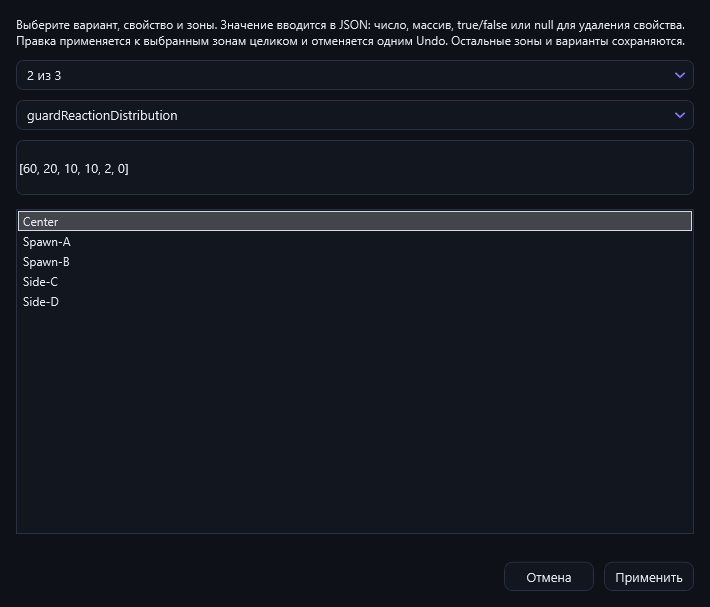 Выберите вариант, свойство и зоны. Значение вводится в JSON: число, массив, true/false или null для удаления свойства.
Правка применяется к выбранным зонам целиком и отменяется одним Undo. Остальные зоны и варианты сохраняются.
2 из 3
guardReactionDistribution
[60, 20, 10, 10, 2, 0]
Center
Spawn-A
Spawn-B
Side-C
Side-D
Отмена
Применить